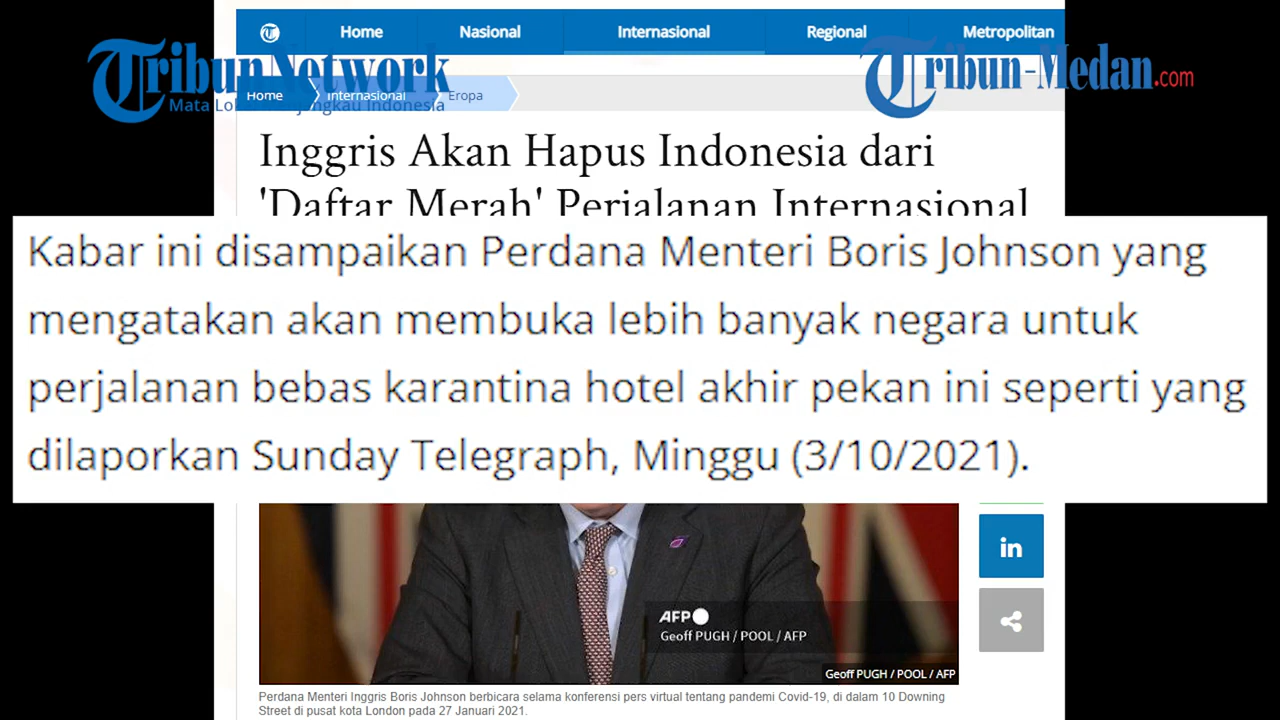 Home Nasional Internasional Regional Metropolitan
Tribun Network
Tribun-Medan.com
Home Internasional Eropa
Mata Lok jangkau Indonesia
Inggris Akan Hapus Indonesia dari
'Daftar Merah' Perjalanan Internasional
Kabar ini disampaikan Perdana Menteri Boris Johnson yang
mengatakan akan membuka lebih banyak negara untuk
perjalanan bebas karantina hotel akhir pekan ini seperti yang
dilaporkan Sunday Telegraph, Minggu (3/10/2021).
in
AFP
Geoff PUGH / POOL / AFP
Geoff PUGH / POOL / AFP
Perdana Menteri Inggris Boris Johnson berbicara selama konferensi pers virtual tentang pandemi Covid-19, di dalam 10 Downing
Street di pusat kota London pada 27 Januari 2021.